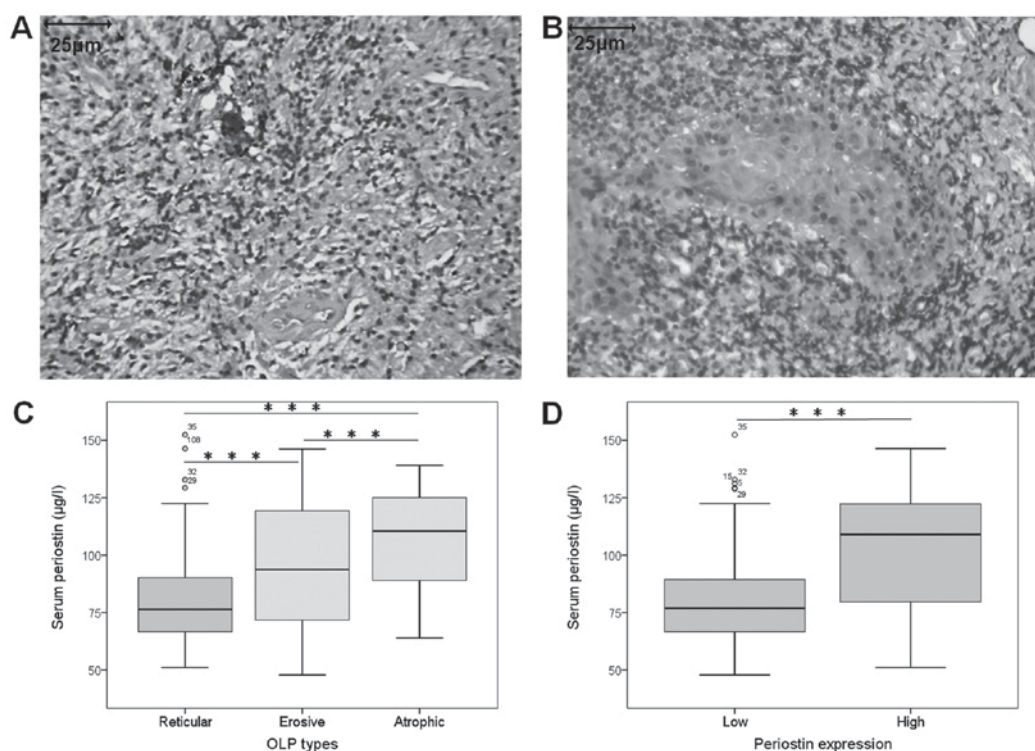 A
25µm
B
25µm
C
* * *
* * *
* * *
35
108
32
29
150
125
100
75
50
Serum periostin (µg/l)
Reticular Erosive Atrophic
OLP types
D
* * *
35
32
15 5
29
150
125
100
75
50
Serum periostin (µg/l)
Low High
Periostin expression